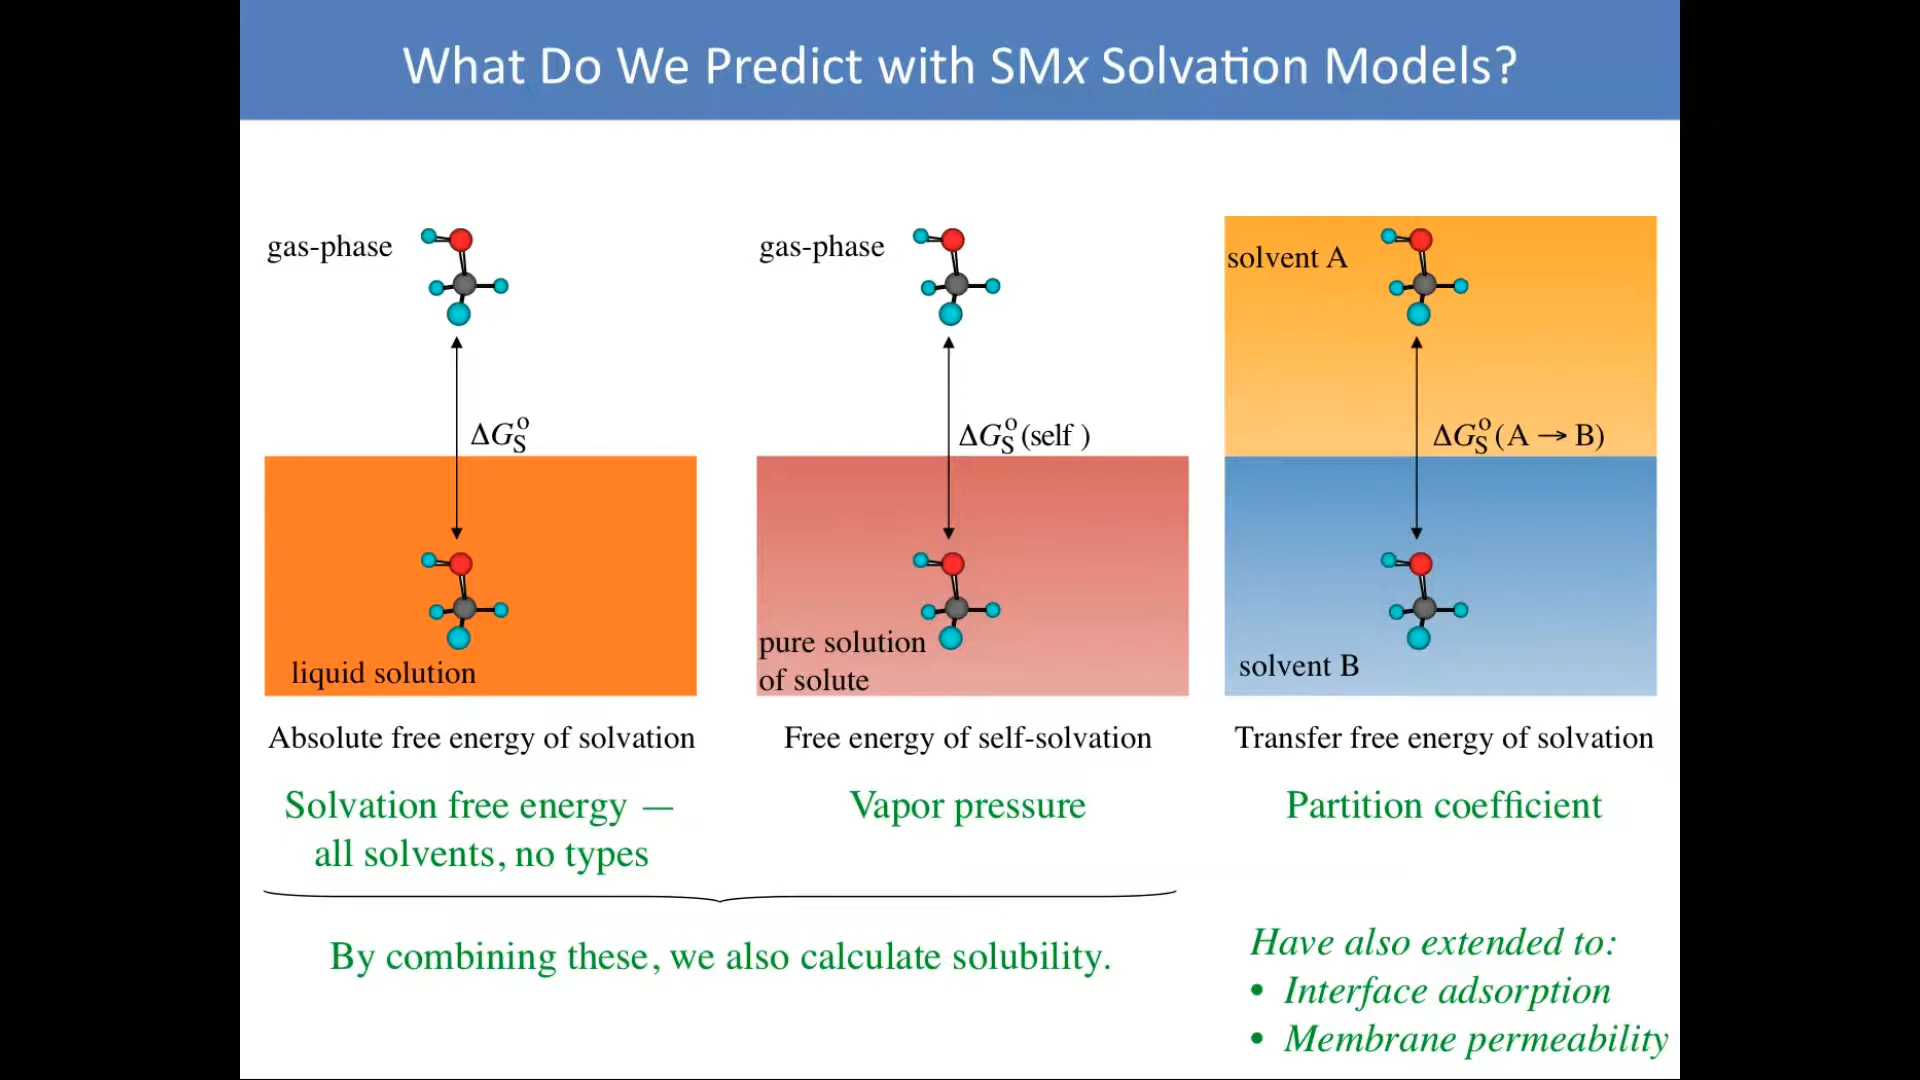 What Do We Predict with SMx Solvation Models?
gas-phase
ΔG°S
liquid solution
Absolute free energy of solvation
Solvation free energy —
all solvents, no types
gas-phase
ΔG°S (self )
pure solution
of solute
Free energy of self-solvation
Vapor pressure
By combining these, we also calculate solubility.
solvent A
ΔG°S (A → B)
solvent B
Transfer free energy of solvation
Partition coefficient
Have also extended to:
• Interface adsorption
• Membrane permeability